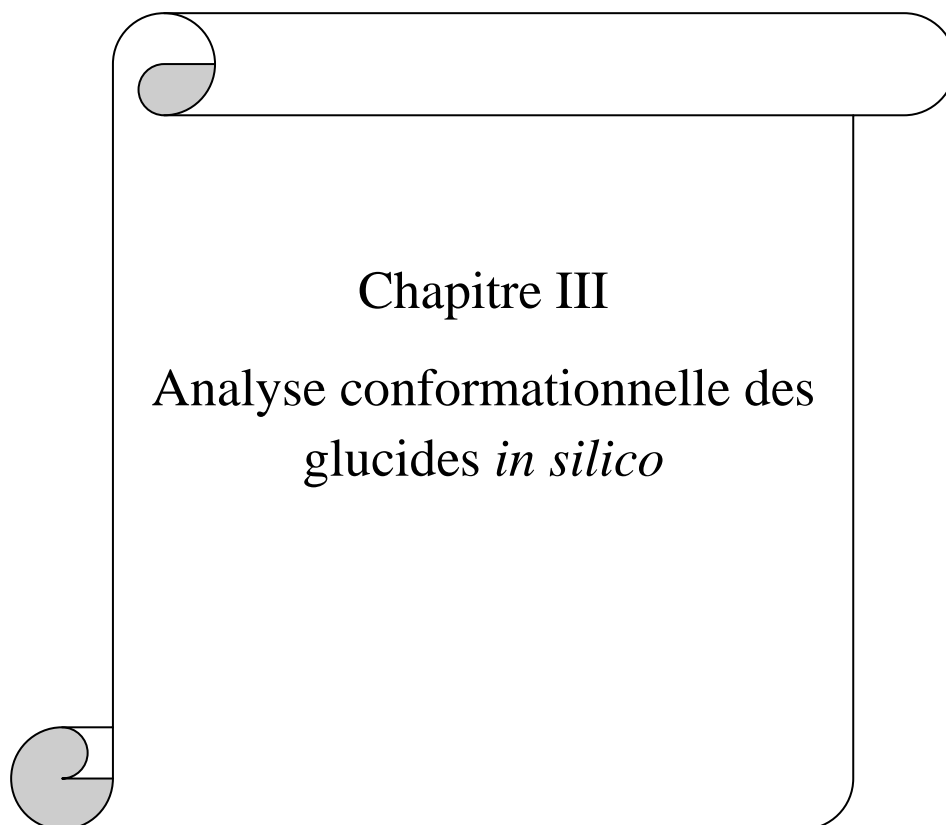 Chapitre III
Analyse conformationnelle des
glucides in silico